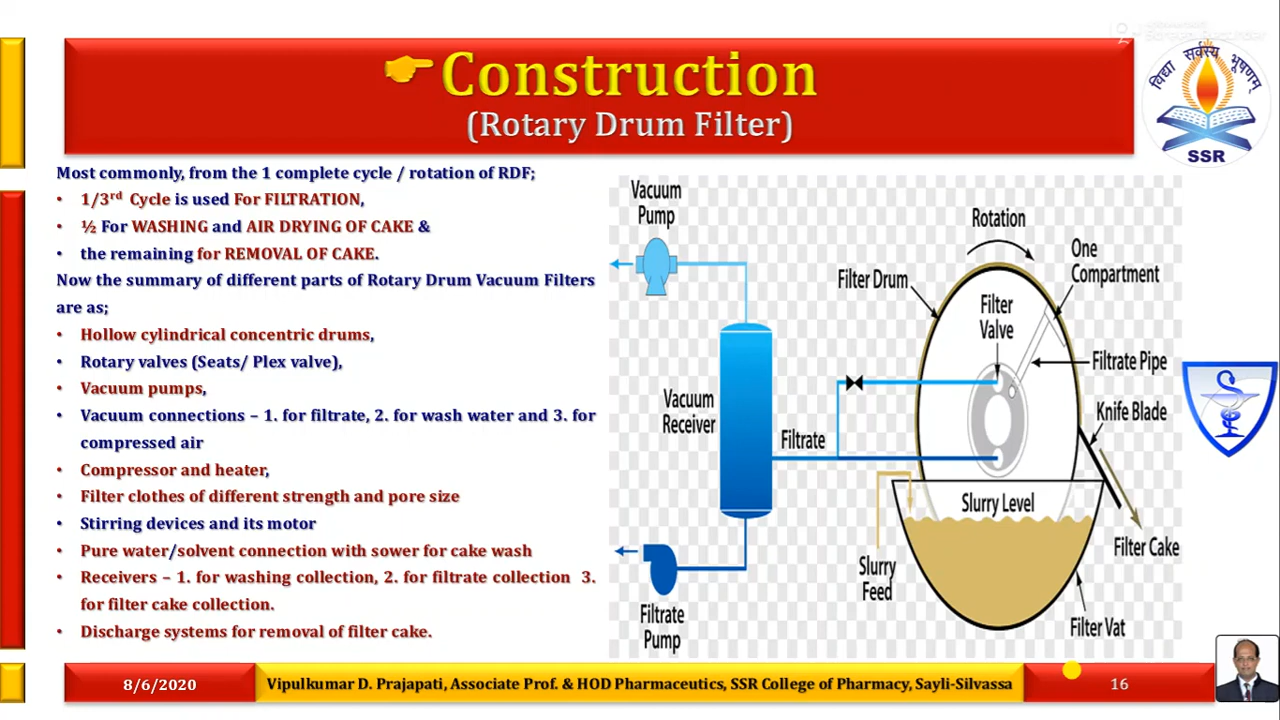 Construction
(Rotary Drum Filter)
विद्या सर्वस्य भूषणम्
SSR
Most commonly, from the 1 complete cycle / rotation of RDF;
• 1/3rd Cycle is used For FILTRATION,
• ½ For WASHING and AIR DRYING OF CAKE &
• the remaining for REMOVAL OF CAKE.
Now the summary of different parts of Rotary Drum Vacuum Filters
are as;
• Hollow cylindrical concentric drums,
• Rotary valves (Seats/ Plex valve),
• Vacuum pumps,
• Vacuum connections – 1. for filtrate, 2. for wash water and 3. for
compressed air
• Compressor and heater,
• Filter clothes of different strength and pore size
• Stirring devices and its motor
• Pure water/solvent connection with sower for cake wash
• Receivers – 1. for washing collection, 2. for filtrate collection 3.
for filter cake collection.
• Discharge systems for removal of filter cake.
Vacuum
Pump
Rotation
One
Compartment
Filter Drum
Filter
Valve
Filtrate Pipe
Vacuum
Receiver
Knife Blade
Filtrate
Slurry Level
Filter Cake
Slurry
Feed
Filtrate
Pump
Filter Vat
8/6/2020
Vipulkumar D. Prajapati, Associate Prof. & HOD Pharmaceutics, SSR College of Pharmacy, Sayli-Silvassa
16